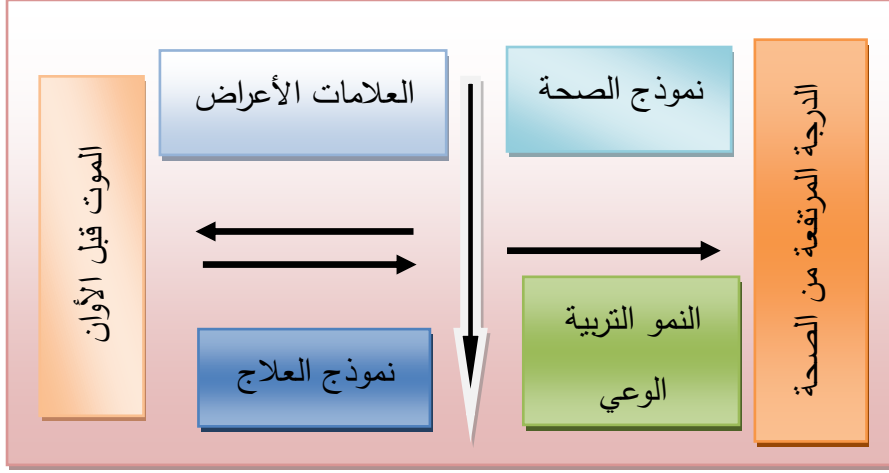 الدرجة المرتفعة من الصحة
نموذج الصحة
العلامات الأعراض
الموت قبل الأوان
النمو التربية
الوعي
نموذج العلاج